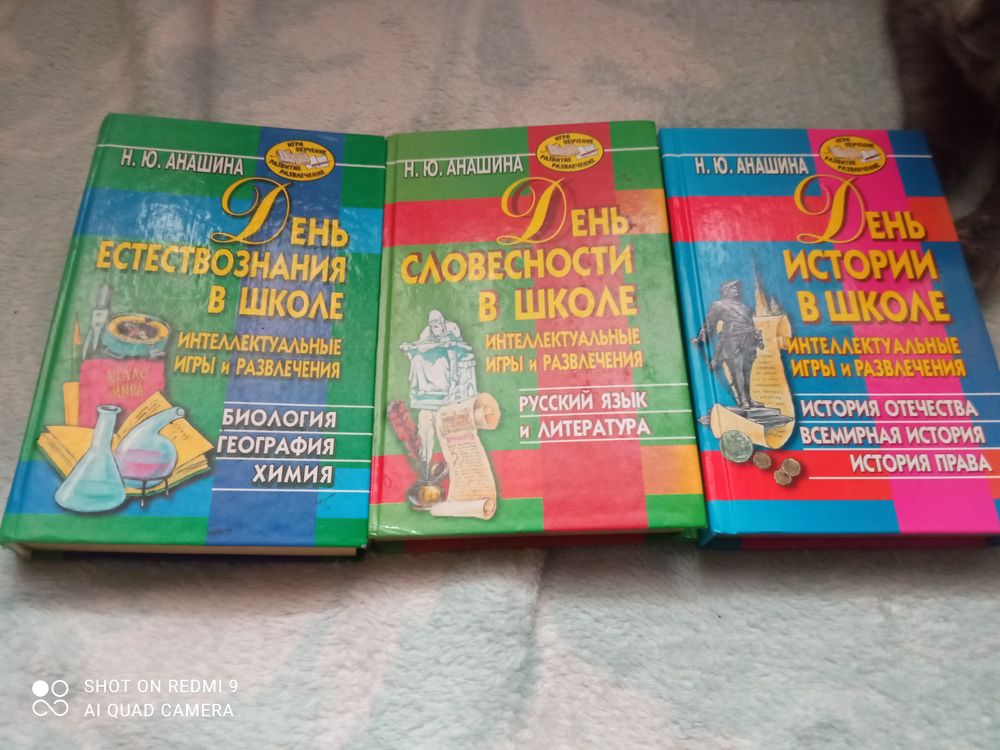 Н. Ю. АНАШИНА
ИГРА
ОБУЧЕНИЕ
РАЗВИТИЕ
РАЗВЛЕЧЕНИЕ
ДЕНЬ
ЕСТЕСТВОЗНАНИЯ
В ШКОЛЕ
ИНТЕЛЛЕКТУАЛЬНЫЕ
ИГРЫ и РАЗВЛЕЧЕНИЯ
АТЛАС
МИРА
БИОЛОГИЯ
ГЕОГРАФИЯ
ХИМИЯ
Н. Ю. АНАШИНА
ИГРА
ОБУЧЕНИЕ
РАЗВИТИЕ
РАЗВЛЕЧЕНИЕ
ДЕНЬ
СЛОВЕСНОСТИ
В ШКОЛЕ
ИНТЕЛЛЕКТУАЛЬНЫЕ
ИГРЫ и РАЗВЛЕЧЕНИЯ
РУССКИЙ ЯЗЫК
и ЛИТЕРАТУРА
Н. Ю. АНАШИНА
ИГРА
ОБУЧЕНИЕ
РАЗВИТИЕ
РАЗВЛЕЧЕНИЕ
ДЕНЬ
ИСТОРИИ
В ШКОЛЕ
ИНТЕЛЛЕКТУАЛЬНЫЕ
ИГРЫ и РАЗВЛЕЧЕНИЯ
ИСТОРИЯ ОТЕЧЕСТВА
ВСЕМИРНАЯ ИСТОРИЯ
ИСТОРИЯ ПРАВА
SHOT ON REDMI 9
AI QUAD CAMERA